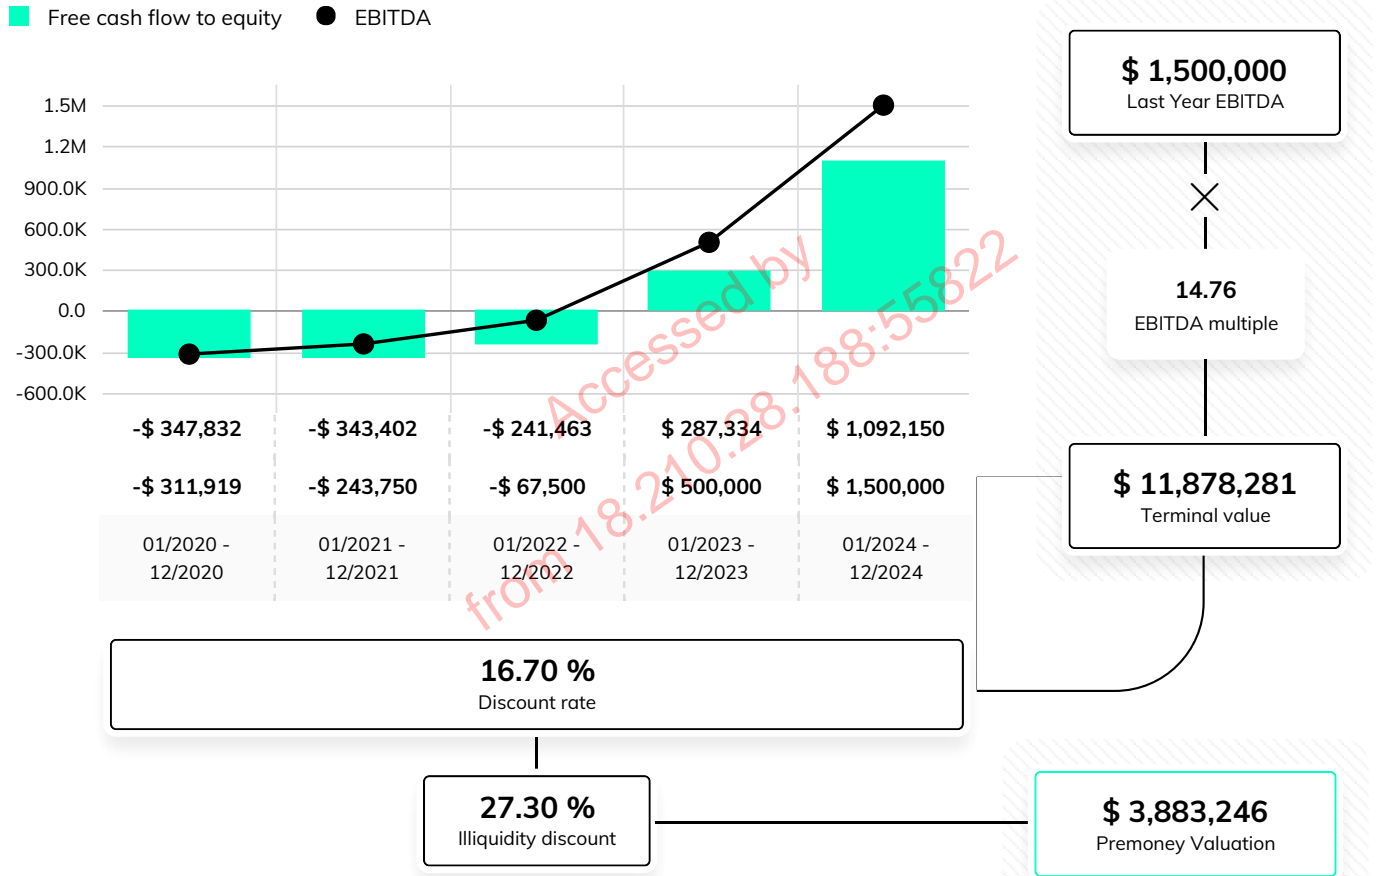 Free cash flow to equity
EBITDA
1.5M
1.2M
900.0K
600.0K
300.0K
0.0
-300.0K
-600.0K
-$ 347,832
-$ 343,402
-$ 241,463
$ 287,334
$ 1,092,150
-$ 311,919
-$ 243,750
-$ 67,500
$ 500,000
$ 1,500,000
01/2020 -
12/2020
01/2021 -
12/2021
01/2022 -
12/2022
01/2023 -
12/2023
01/2024 -
12/2024
$ 1,500,000
Last Year EBITDA
14.76
EBITDA multiple
$ 11,878,281
Terminal value
16.70 %
Discount rate
27.30 %
Illiquidity discount
$ 3,883,246
Premoney Valuation
Accessed by
from 18.210.28.188:55822